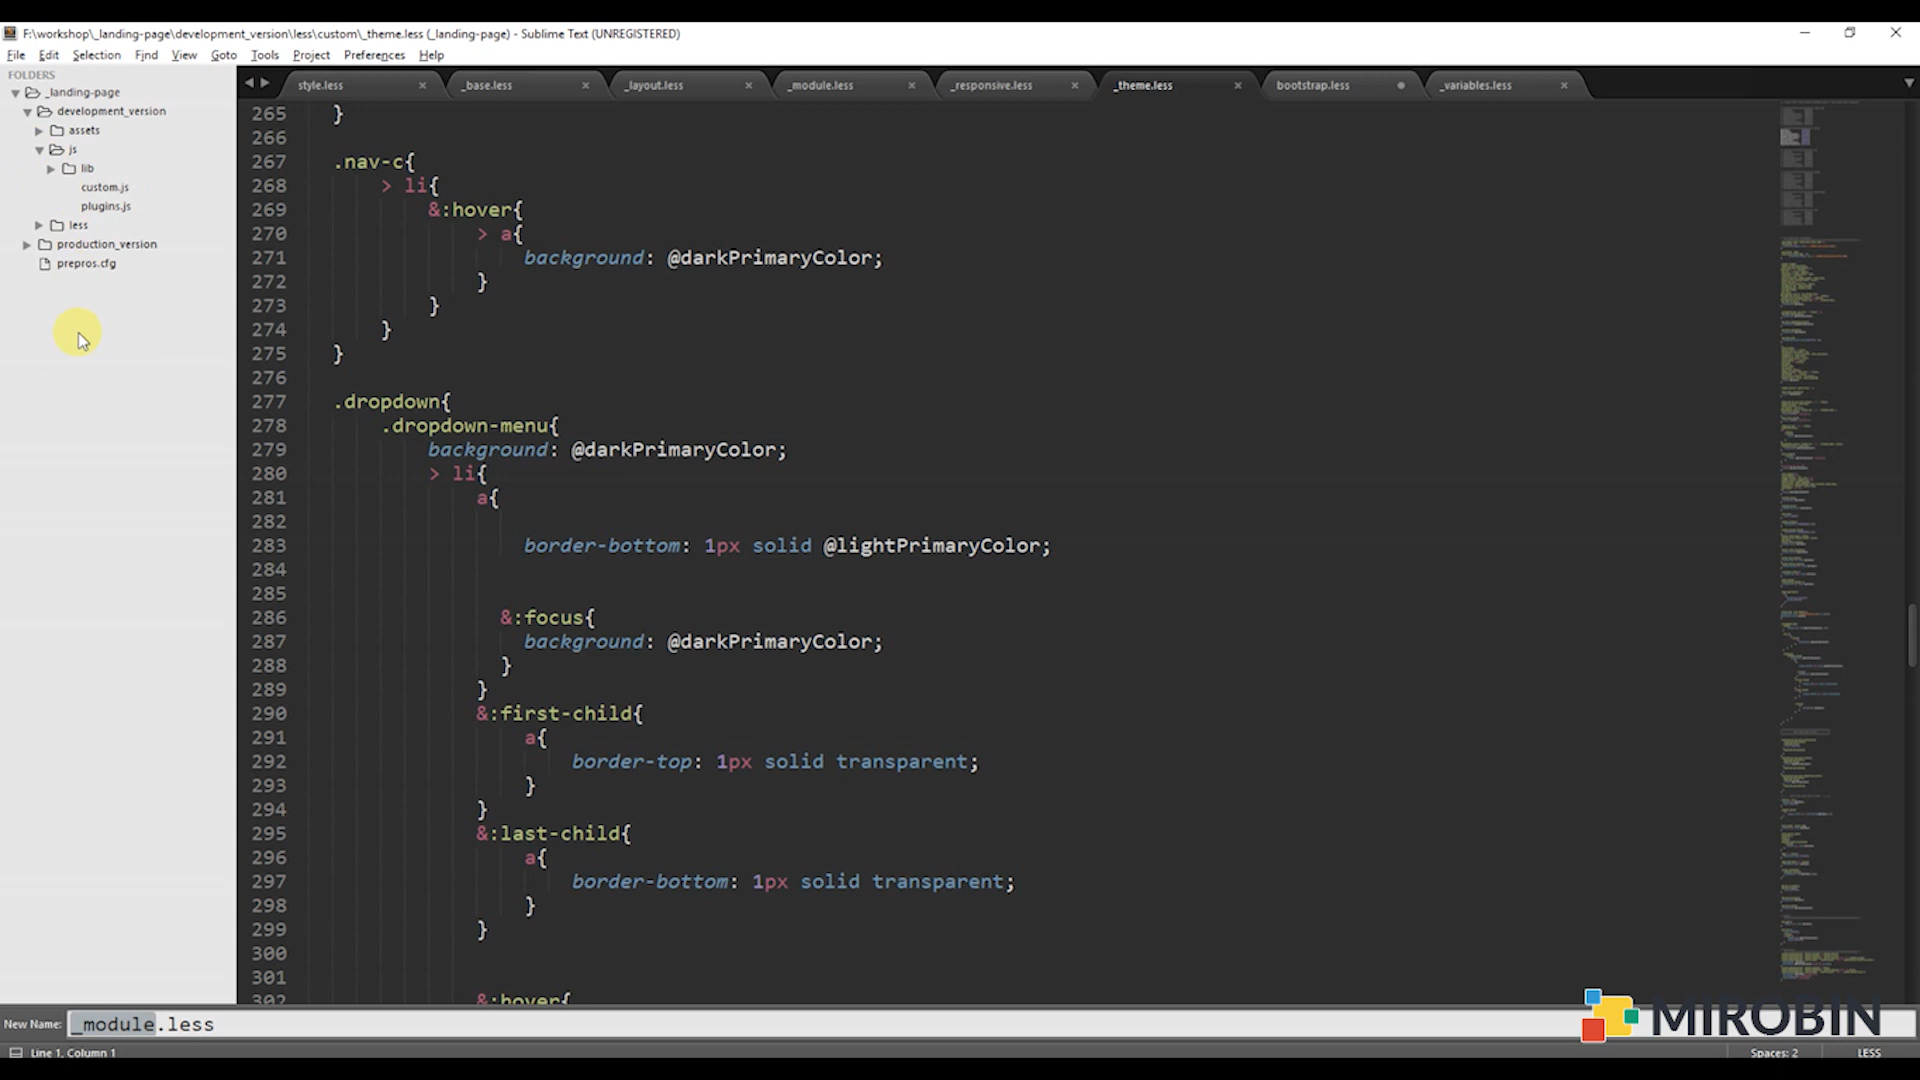 F:\workshop\_landing-page\development_version\less\custom\_theme.less (_landing-page) - Sublime Text (UNREGISTERED)
File Edit Selection Find View Goto Tools Project Preferences Help
FOLDERS
_landing-page
development_version
assets
js
lib
custom.js
plugins.js
less
production_version
prepros.cfg
style.less _base.less _layout.less _module.less _responsive.less _theme.less bootstrap.less _variables.less
265 }
266
267 .nav-c{
268 > li{
269 &:hover{
270 > a{
271 background: @darkPrimaryColor;
272 }
273 }
274 }
275 }
276
277 .dropdown{
278 .dropdown-menu{
279 background: @darkPrimaryColor;
280 > li{
281 a{
282
283 border-bottom: 1px solid @lightPrimaryColor;
284
285
286 &:focus{
287 background: @darkPrimaryColor;
288 }
289 }
290 &:first-child{
291 a{
292 border-top: 1px solid transparent;
293 }
294 }
295 &:last-child{
296 a{
297 border-bottom: 1px solid transparent;
298 }
299 }
300
301
302 &:hover{
New Name: _module.less
MIROBIN
Line 1, Column 1
Spaces: 2 LESS